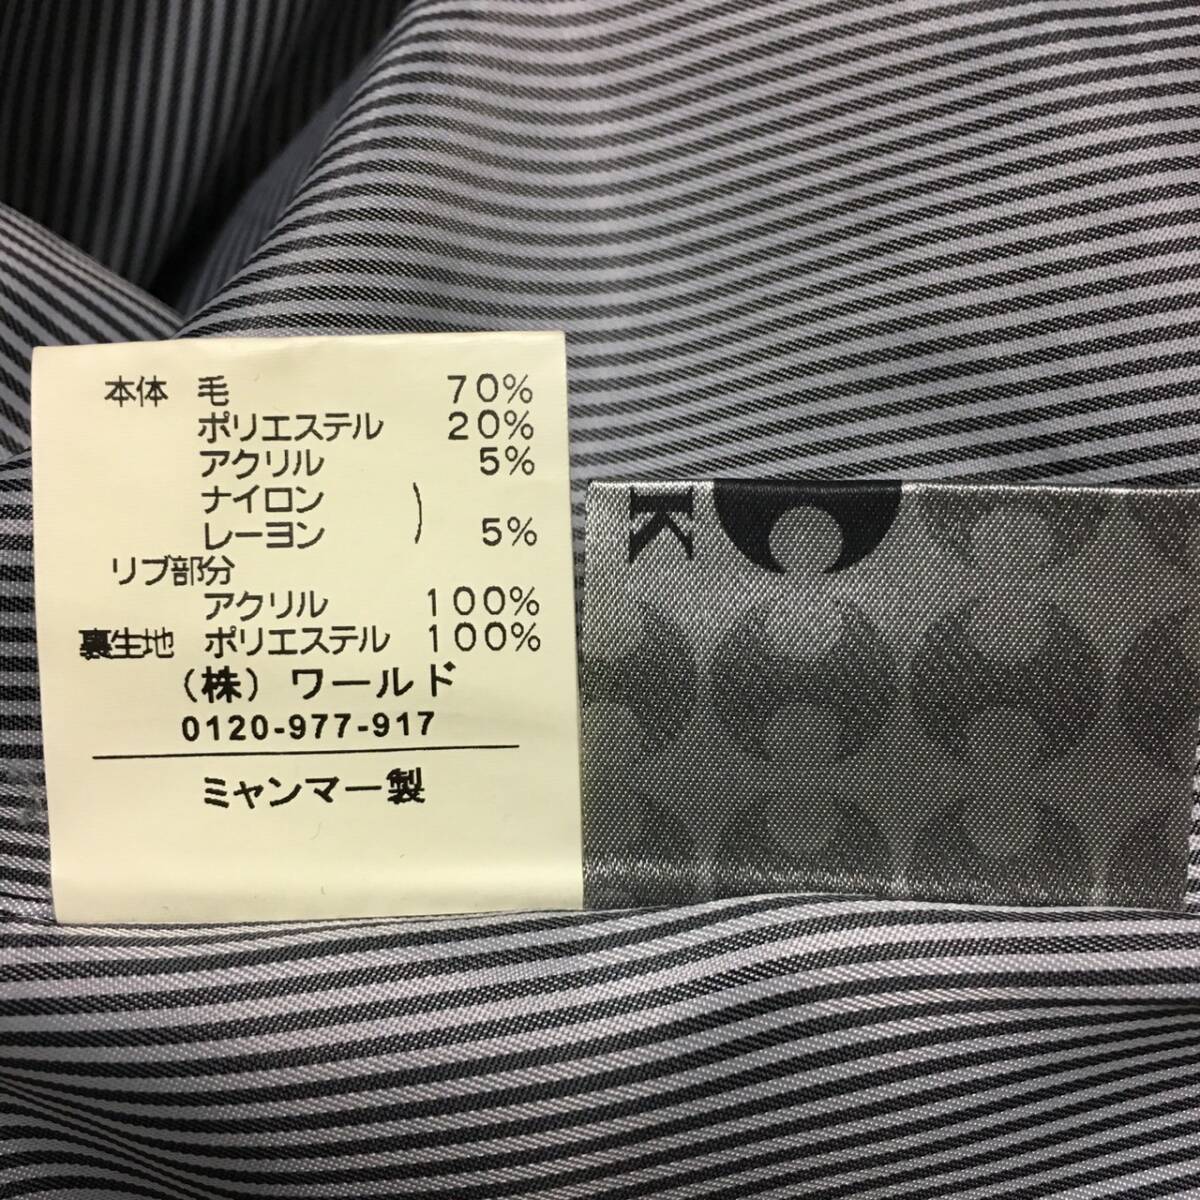 本体 毛 70%
ポリエステル 20%
アクリル 5%
ナイロン
レーヨン ) 5%
リブ部分
アクリル 100%
裏生地 ポリエステル 100%
(株) ワールド
0120-977-917
ミャンマー製
K